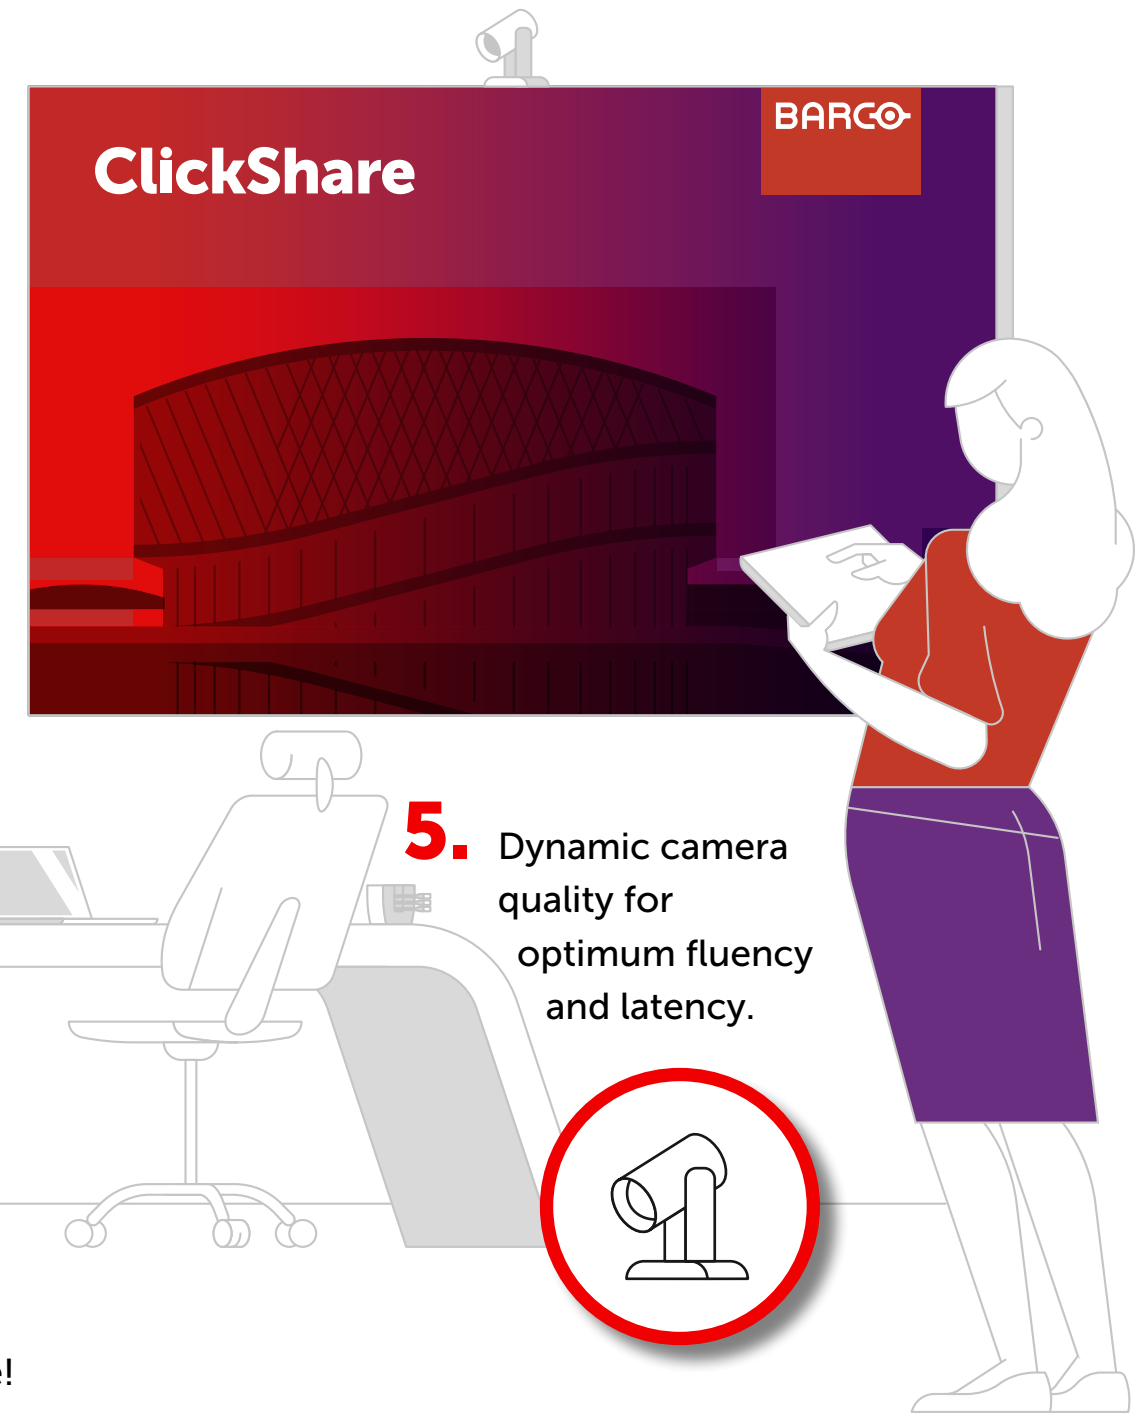 BARCO
ClickShare
5. Dynamic camera
quality for
optimum fluency
and latency.
e!